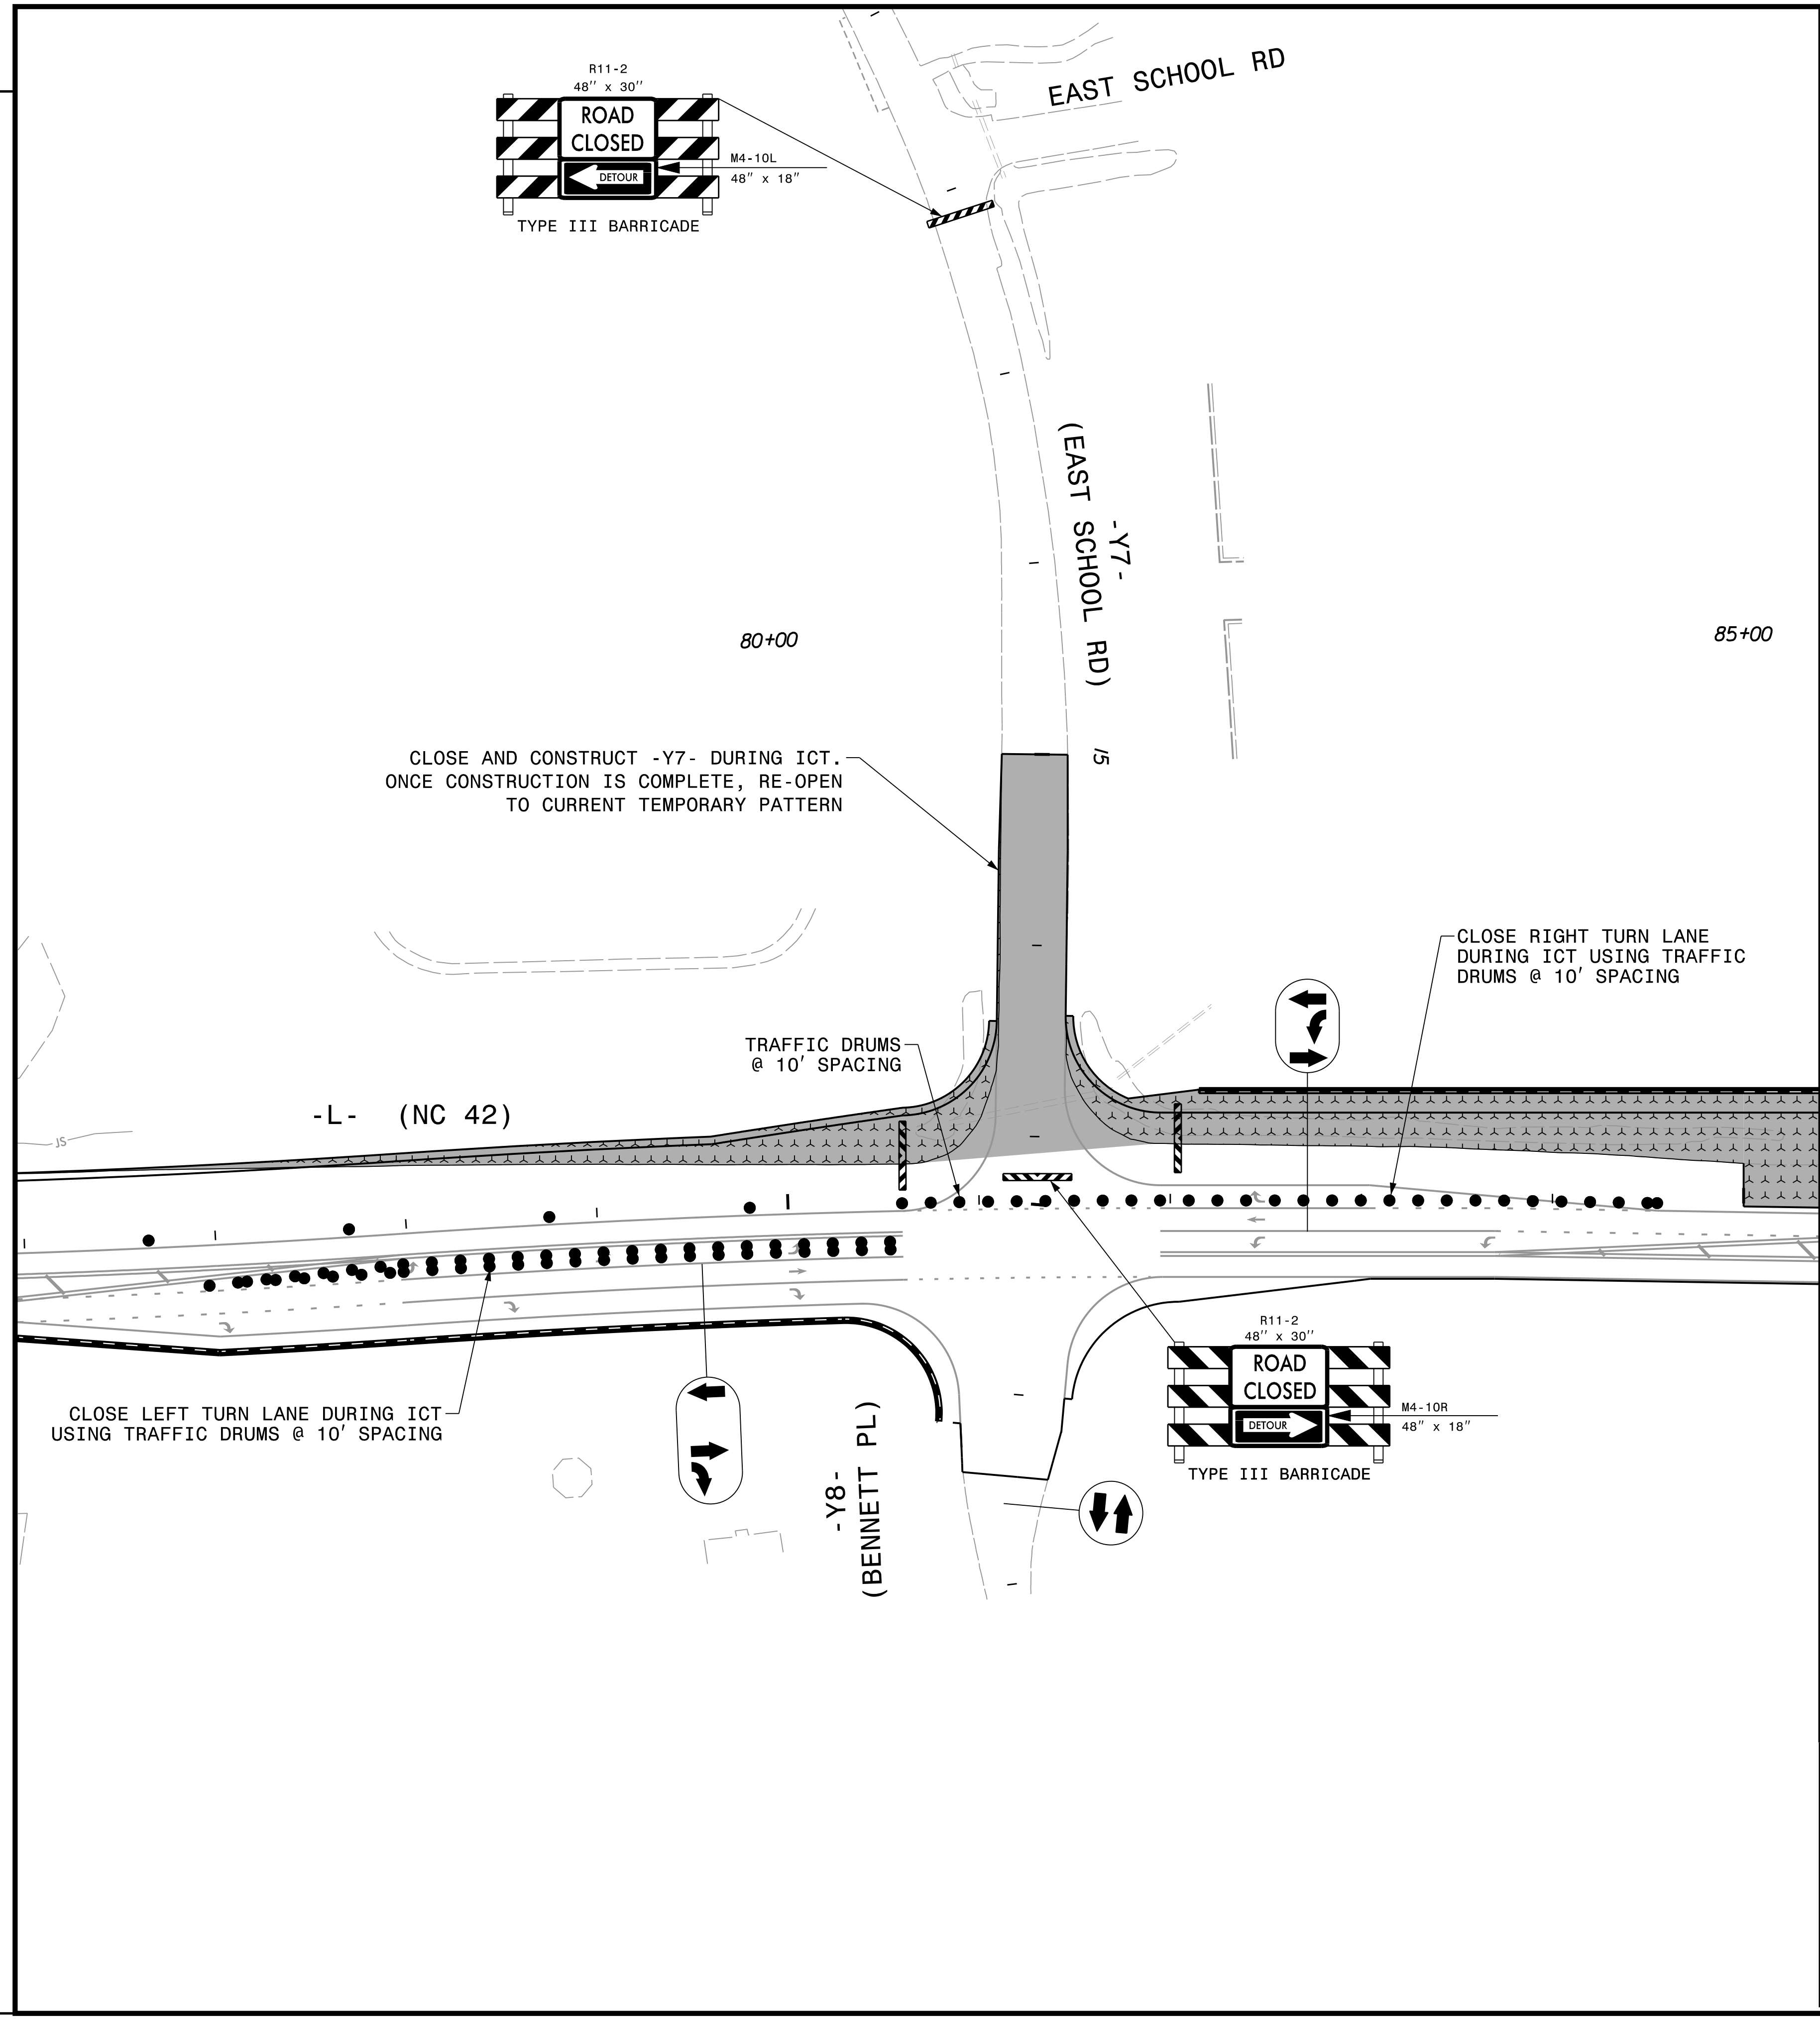 R11-2
48" x 30"
ROAD
CLOSED
DETOUR
M4-10L
48" x 18"
TYPE III BARRICADE
EAST SCHOOL RD
-Y7-
(EAST SCHOOL RD)
80+00
85+00
15
CLOSE AND CONSTRUCT -Y7- DURING ICT.
ONCE CONSTRUCTION IS COMPLETE, RE-OPEN
TO CURRENT TEMPORARY PATTERN
CLOSE RIGHT TURN LANE
DURING ICT USING TRAFFIC
DRUMS @ 10' SPACING
TRAFFIC DRUMS
@ 10' SPACING
-L- (NC 42)
JS
CLOSE LEFT TURN LANE DURING ICT
USING TRAFFIC DRUMS @ 10' SPACING
-Y8-
(BENNETT PL)
R11-2
48" x 30"
ROAD
CLOSED
DETOUR
M4-10R
48" x 18"
TYPE III BARRICADE